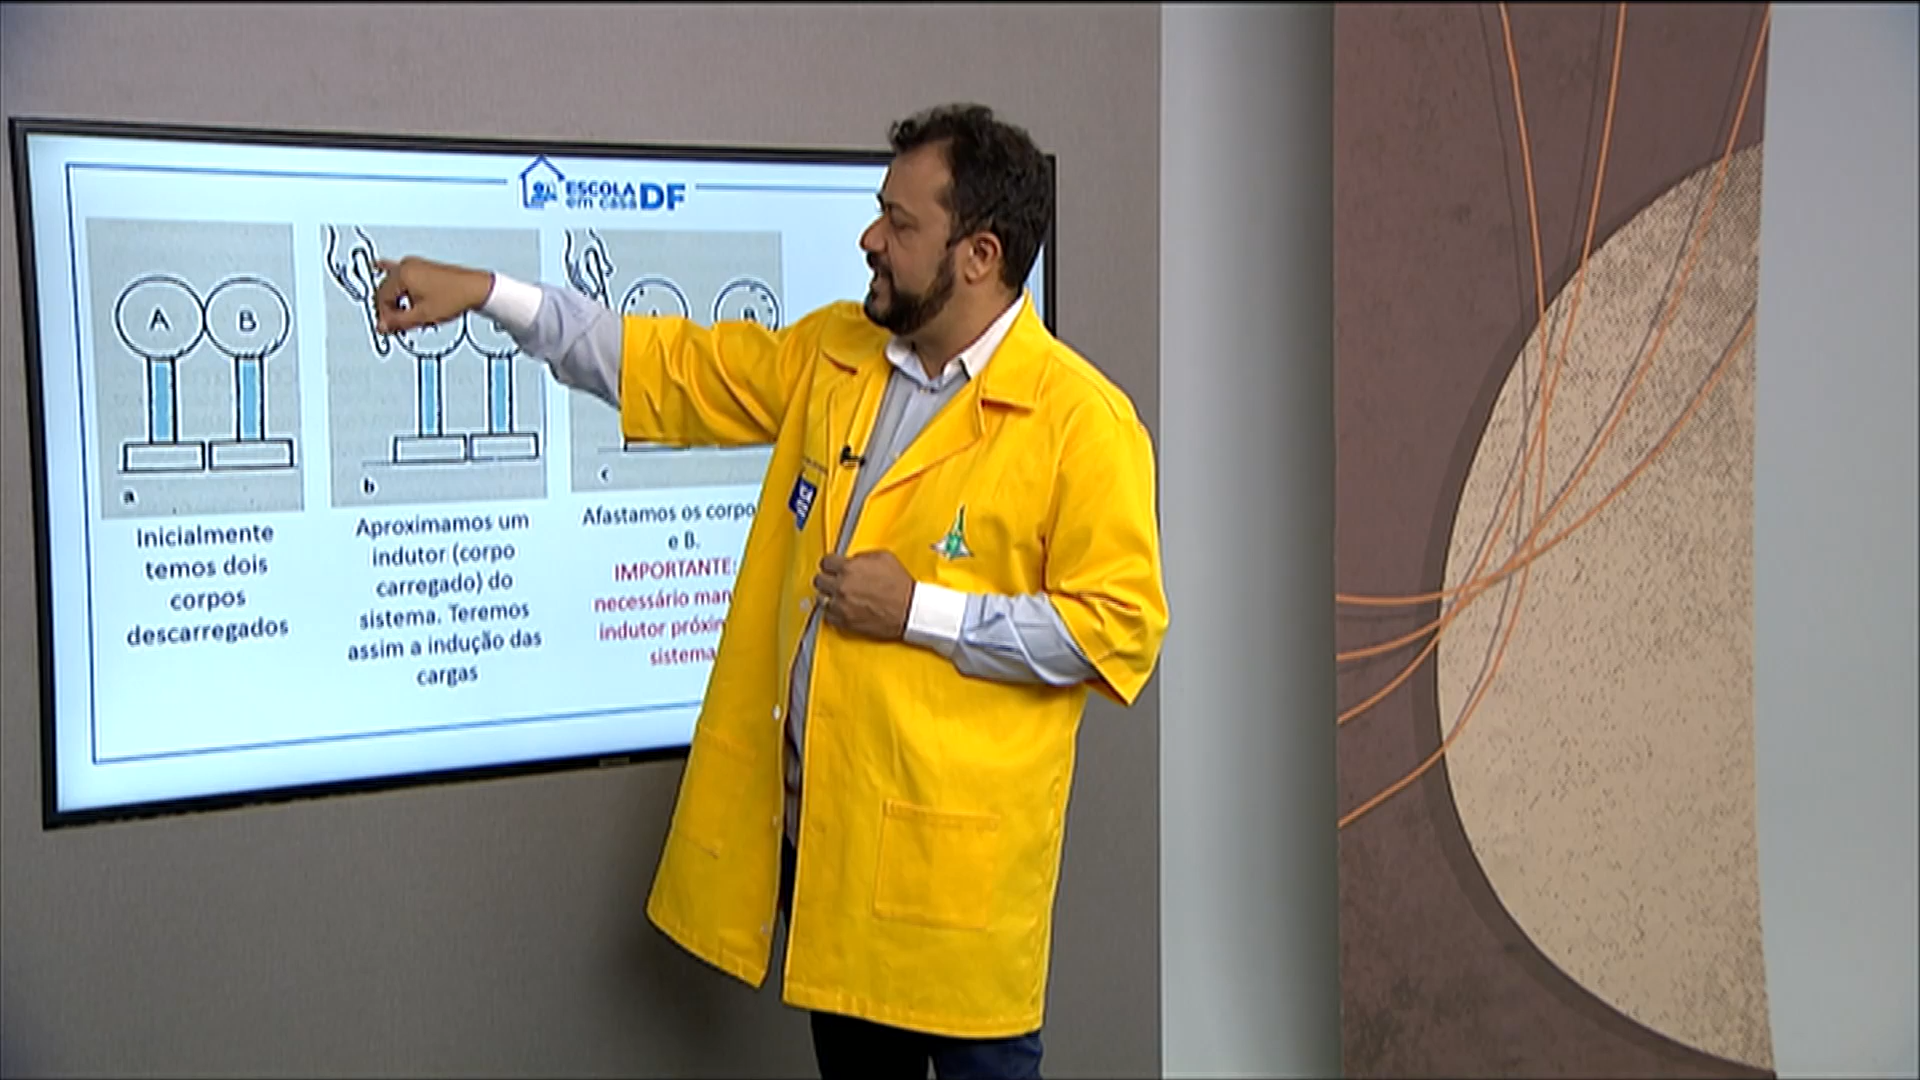 ESCOLA
em casa DF
A B
a
Inicialmente
temos dois
corpos
descarregados
A
b
Aproximamos um
indutor (corpo
carregado) do
sistema. Teremos
assim a indução das
cargas
A B
c
Afastamos os corpo
e B.
IMPORTANTE:
necessário man
indutor próxim
sistema